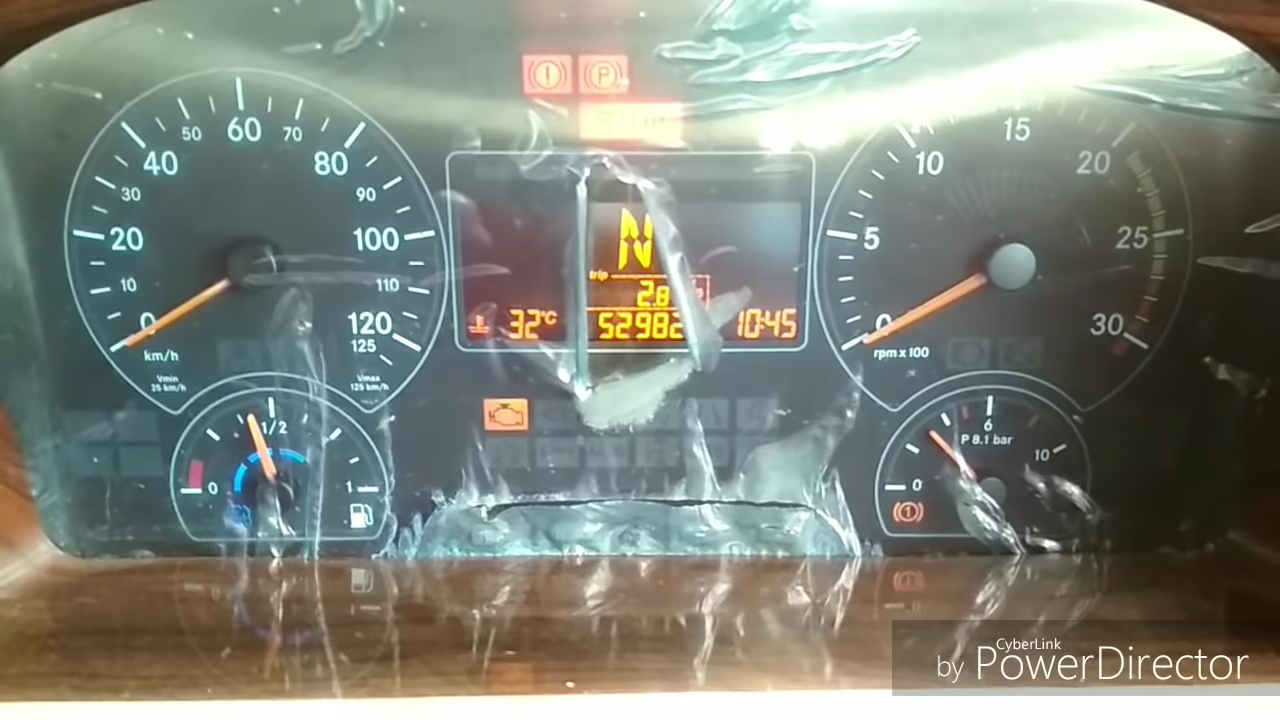 STOP
50 60 70
40 80
30 90
20 100
10 110
0 120
125
km/h
Vmin
25 km/h
Vmax
125 km/h
N
trip
2.8
32°C 52982 10:45
15
10 20
5 25
0 30
rpm x 100
1/2
0 1
6
P 8.1 bar
10
0
CyberLink
by PowerDirector